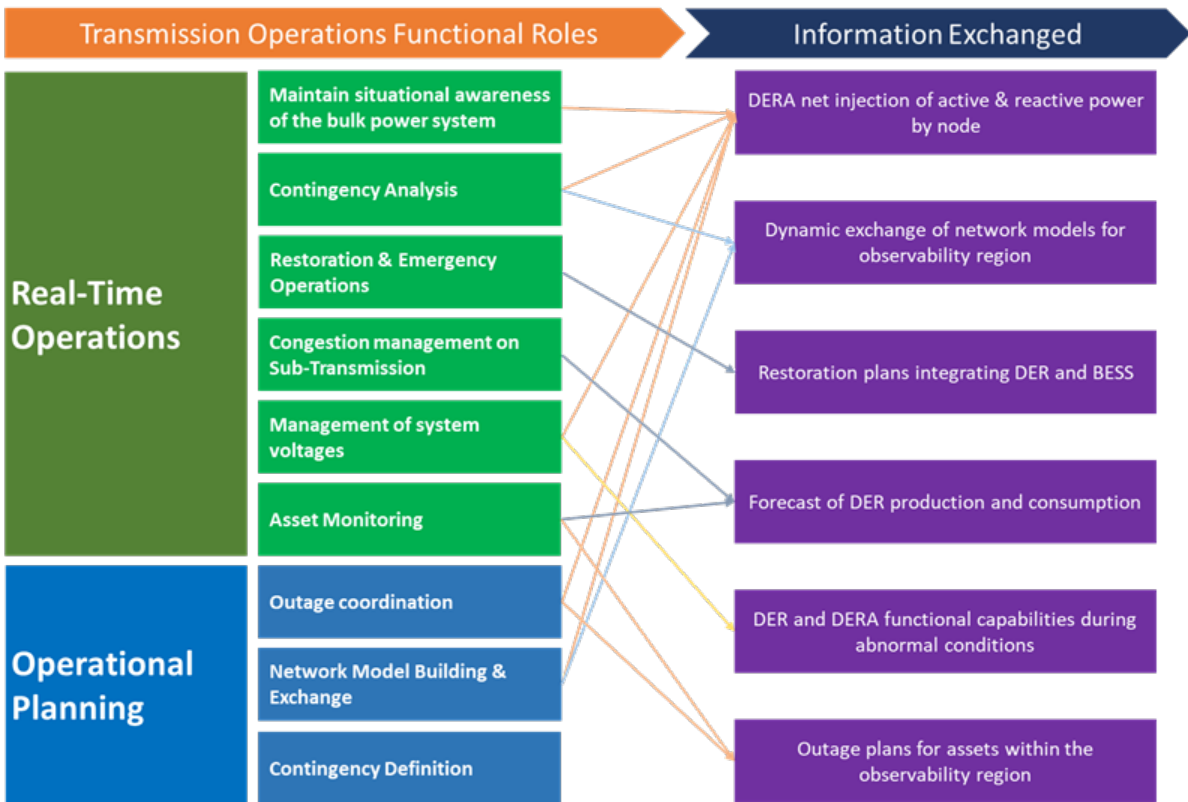 Transmission Operations Functional Roles
Information Exchanged
Real-Time
Operations
Maintain situational awareness
of the bulk power system
Contingency Analysis
Restoration & Emergency
Operations
Congestion management on
Sub-Transmission
Management of system
voltages
Asset Monitoring
Operational
Planning
Outage coordination
Network Model Building &
Exchange
Contingency Definition
DERA net injection of active & reactive power
by node
Dynamic exchange of network models for
observability region
Restoration plans integrating DER and BESS
Forecast of DER production and consumption
DER and DERA functional capabilities during
abnormal conditions
Outage plans for assets within the
observability region